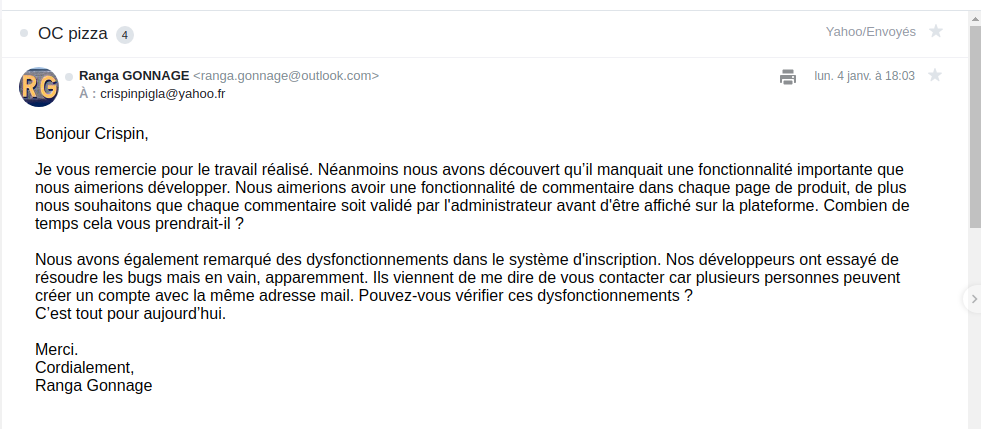 OC pizza 4
Yahoo/Envoyés
RG
Ranga GONNAGE <ranga.gonnage@outlook.com>
lun. 4 janv. à 18:03
À : crispinpigla@yahoo.fr
Bonjour Crispin,
Je vous remercie pour le travail réalisé. Néanmoins nous avons découvert qu’il manquait une fonctionnalité importante que
nous aimerions développer. Nous aimerions avoir une fonctionnalité de commentaire dans chaque page de produit, de plus
nous souhaitons que chaque commentaire soit validé par l'administrateur avant d'être affiché sur la plateforme. Combien de
temps cela vous prendrait-il ?
Nous avons également remarqué des dysfonctionnements dans le système d'inscription. Nos développeurs ont essayé de
résoudre les bugs mais en vain, apparemment. Ils viennent de me dire de vous contacter car plusieurs personnes peuvent
créer un compte avec la même adresse mail. Pouvez-vous vérifier ces dysfonctionnements ?
C’est tout pour aujourd’hui.
Merci.
Cordialement,
Ranga Gonnage